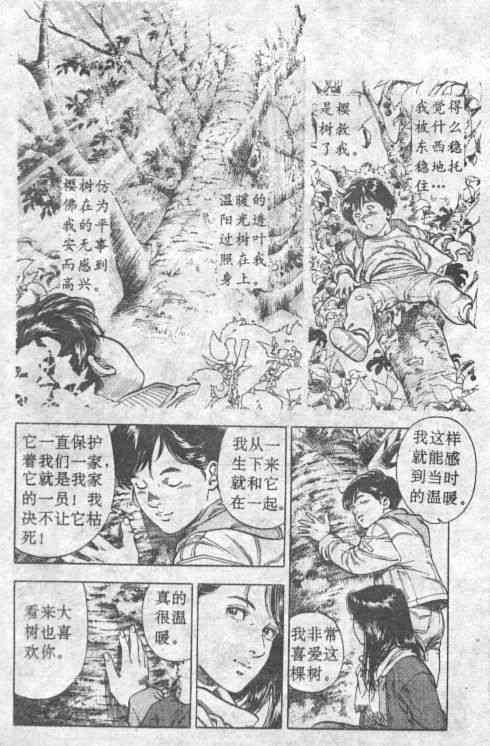 我觉得
被什么
东西稳
稳地托
住…
是樱
树救
了我。
温暖的
阳光透
过树叶
照在我
身上。
樱树仿
佛在为
我的平
安无事
而感到
高兴。
我这样
就能感
到当时
的温暖。
我非常
喜爱这
棵树。
我从一
生下来
就和它
在一起。
它一直保护
着我们一家，
它就是我家
的一员！我
决不让它枯
死！
真的
很温
暖。
看来大
树也喜
欢你。